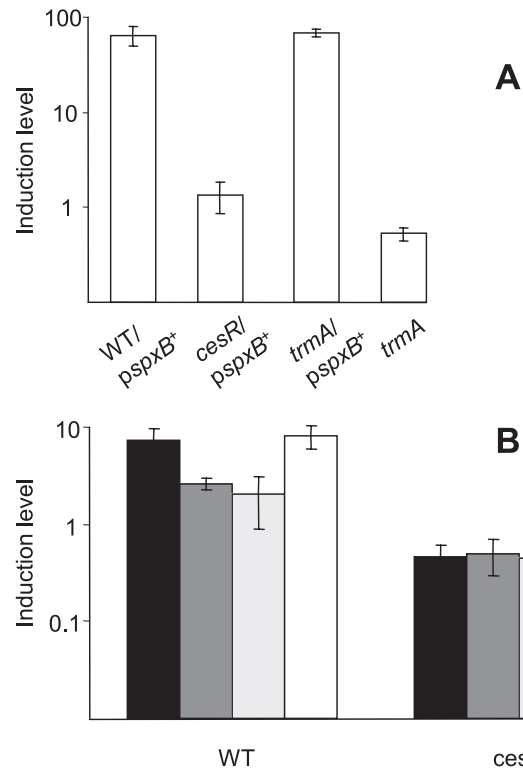 100
10
1
Induction level
A
WT/
pspxB+
cesR/
pspxB+
trmA/
pspxB+
trmA
10
1
0.1
Induction level
B
WT
ces